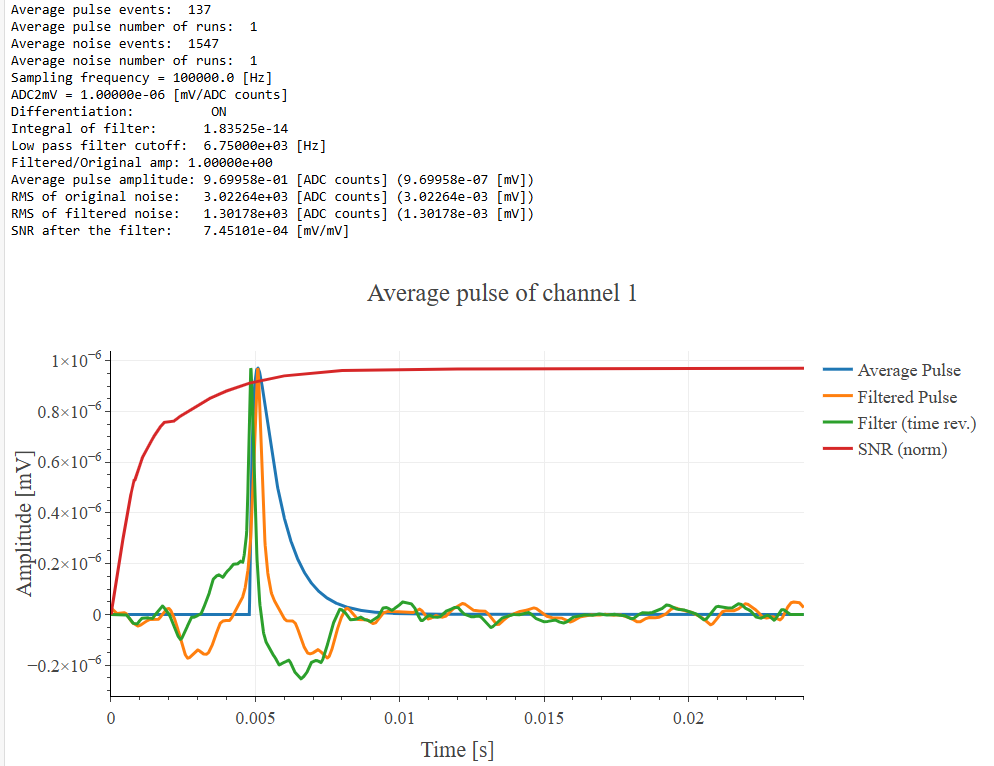 Average pulse events:  137
Average pulse number of runs:  1
Average noise events:  1547
Average noise number of runs:  1
Sampling frequency = 100000.0 [Hz]
ADC2mV = 1.00000e-06 [mV/ADC counts]
Differentiation:          ON
Integral of filter:      1.83525e-14
Low pass filter cutoff:  6.75000e+03 [Hz]
Filtered/Original amp: 1.00000e+00
Average pulse amplitude: 9.69958e-01 [ADC counts] (9.69958e-07 [mV])
RMS of original noise:   3.02264e+03 [ADC counts] (3.02264e-03 [mV])
RMS of filtered noise:   1.30178e+03 [ADC counts] (1.30178e-03 [mV])
SNR after the filter:    7.45101e-04 [mV/mV]
Average pulse of channel 1
Amplitude [mV]
1×10⁻⁶
0.8×10⁻⁶
0.6×10⁻⁶
0.4×10⁻⁶
0.2×10⁻⁶
0
−0.2×10⁻⁶
Average Pulse
Filtered Pulse
Filter (time rev.)
SNR (norm)
0
0.005
0.01
0.015
0.02
Time [s]